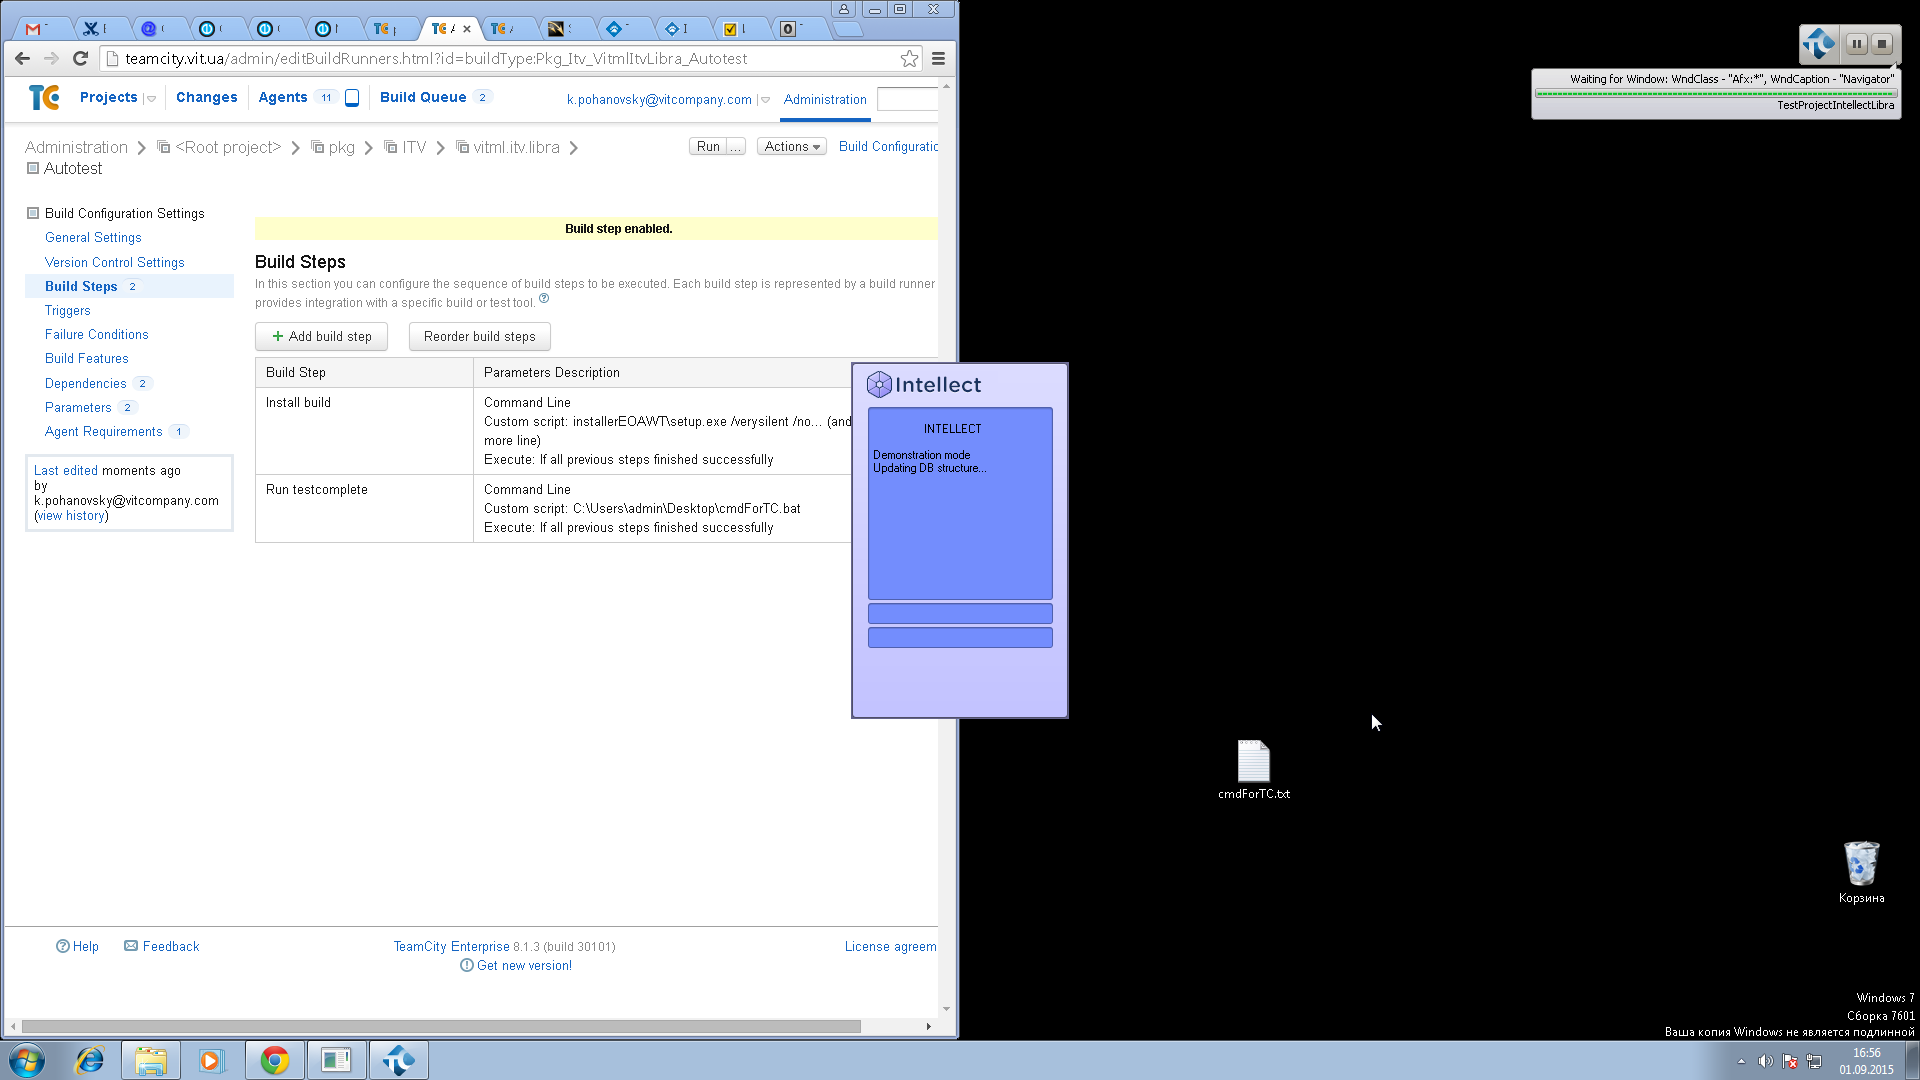 teamcity.vit.ua/admin/editBuildRunners.html?id=buildType:Pkg_Itv_VitmlItvLibra_Autotest
Projects
Changes
Agents 11
Build Queue 2
k.pohanovsky@vitcompany.com
Administration
Administration
<Root project>
pkg
ITV
vitml.itv.libra
Autotest
Run ...
Actions
Build Configuratic
Build Configuration Settings
General Settings
Version Control Settings
Build Steps 2
Triggers
Failure Conditions
Build Features
Dependencies 2
Parameters 2
Agent Requirements 1
Last edited moments ago
by
k.pohanovsky@vitcompany.com
(view history)
Build step enabled.
Build Steps
In this section you can configure the sequence of build steps to be executed. Each build step is represented by a build runner
provides integration with a specific build or test tool.
Add build step
Reorder build steps
Build Step
Parameters Description
Install build
Command Line
Custom script: installerEOAWT\setup.exe /verysilent /no... (and
more line)
Execute: If all previous steps finished successfully
Run testcomplete
Command Line
Custom script: C:\Users\admin\Desktop\cmdForTC.bat
Execute: If all previous steps finished successfully
Intellect
INTELLECT
Demonstration mode
Updating DB structure...
Help
Feedback
TeamCity Enterprise 8.1.3 (build 30101)
Get new version!
License agreem
Waiting for Window: WndClass - "Afx:*", WndCaption - "Navigator"
TestProjectIntellectLibra
cmdForTC.txt
Корзина
Windows 7
Сборка 7601
Ваша копия Windows не является подлинной
16:56
01.09.2015